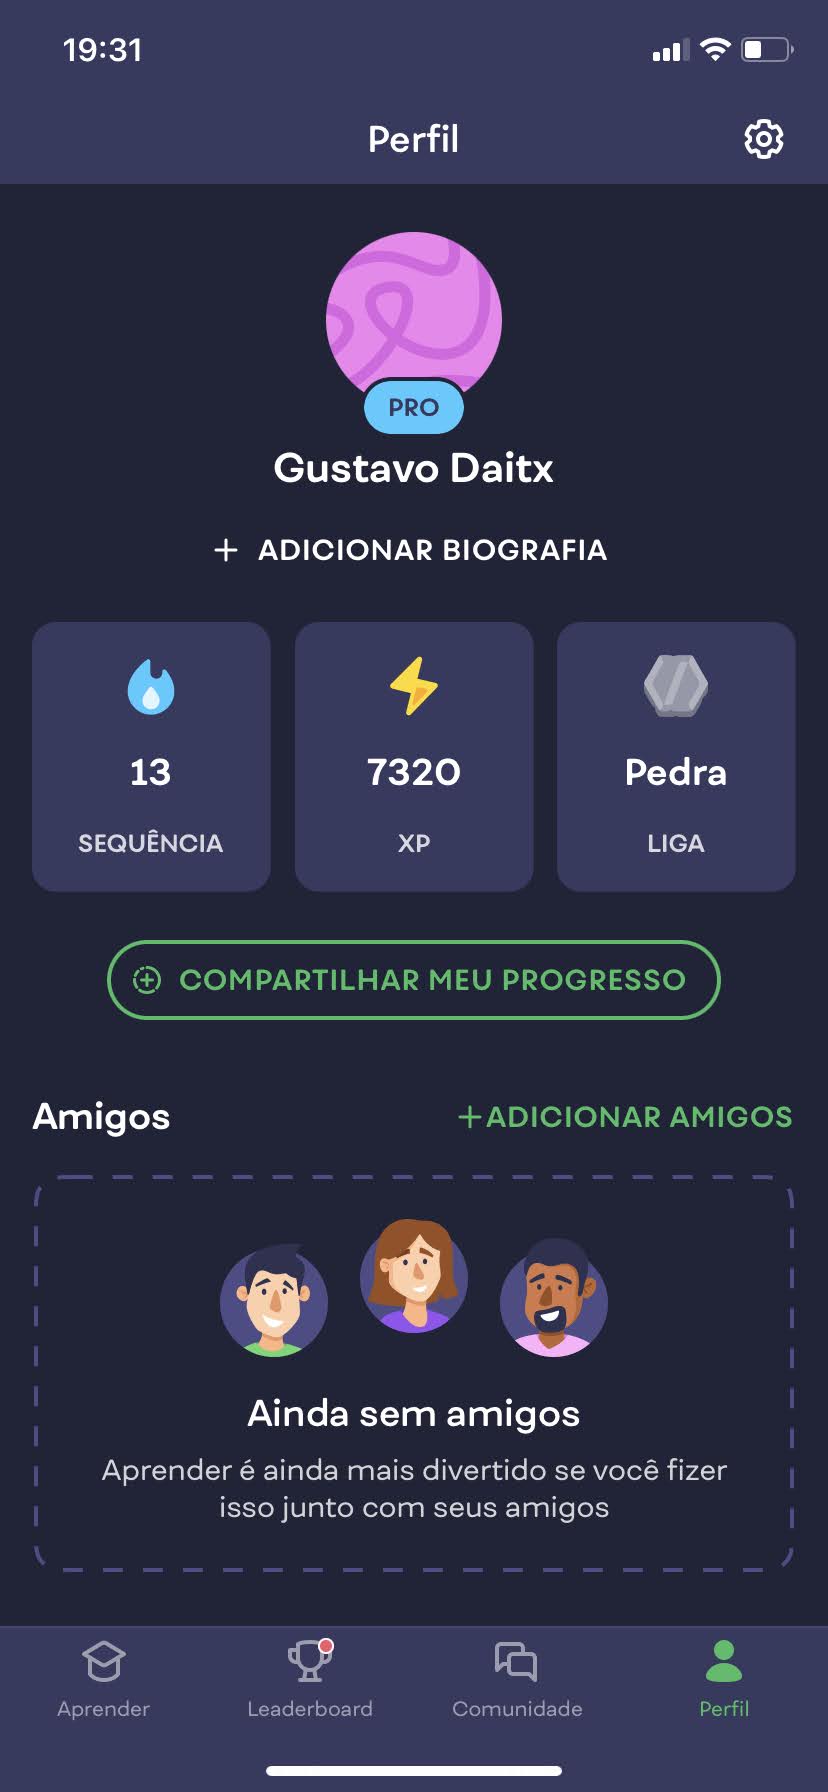 19:31
Perfil
PRO
Gustavo Daitx
+ ADICIONAR BIOGRAFIA
13
SEQUÊNCIA
7320
XP
Pedra
LIGA
COMPARTILHAR MEU PROGRESSO
Amigos
+ADICIONAR AMIGOS
Ainda sem amigos
Aprender é ainda mais divertido se você fizer
isso junto com seus amigos
Aprender
Leaderboard
Comunidade
Perfil